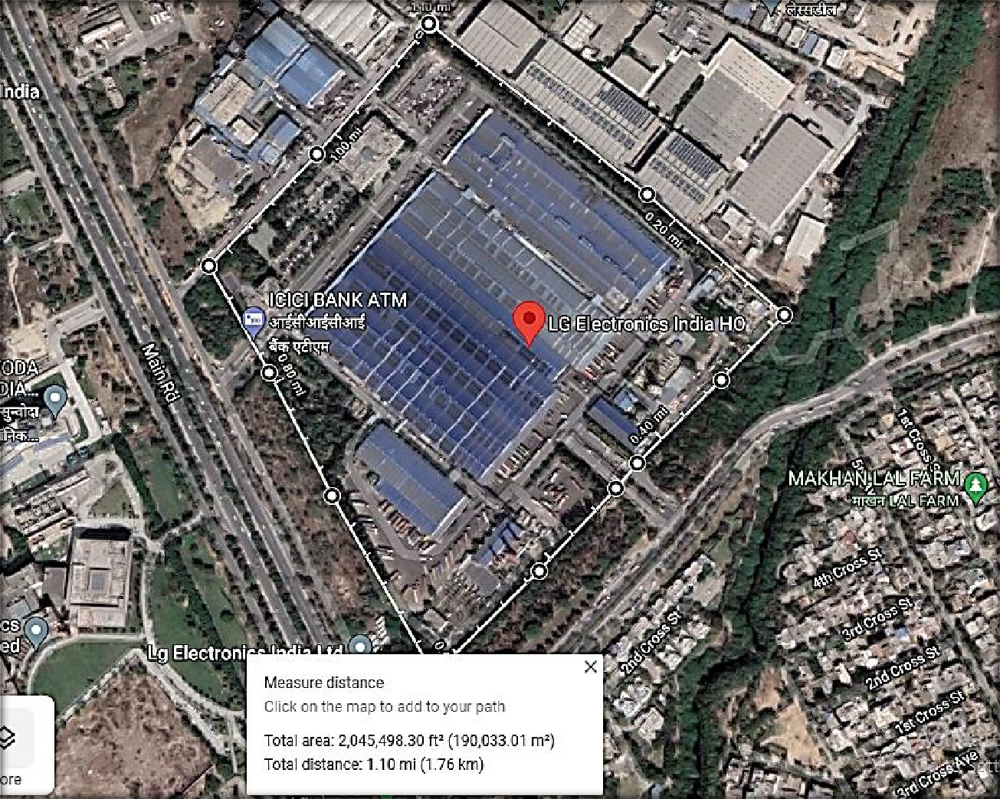 1.10 mi
लेस्सडील
India
1.00 mi
0.20 mi
ICICI BANK ATM
आईसीआईसीआई
बैंक एटीएम
LG Electronics India HO
0.80 mi
Main Rd
ODA
DIA...
सुन्वोदा
निक...
0.40 mi
1st Cross S
MAKHAN LAL FARM
माखन LAL FARM
4th Cross St
3rd Cross St
2nd Cross St
2nd Cross St
1st Cross St
3rd Cross Ave
cs
ed
Lg Electronics India Ltd
Measure distance
Click on the map to add to your path
Total area: 2,045,498.30 ft² (190,033.01 m²)
Total distance: 1.10 mi (1.76 km)
ore